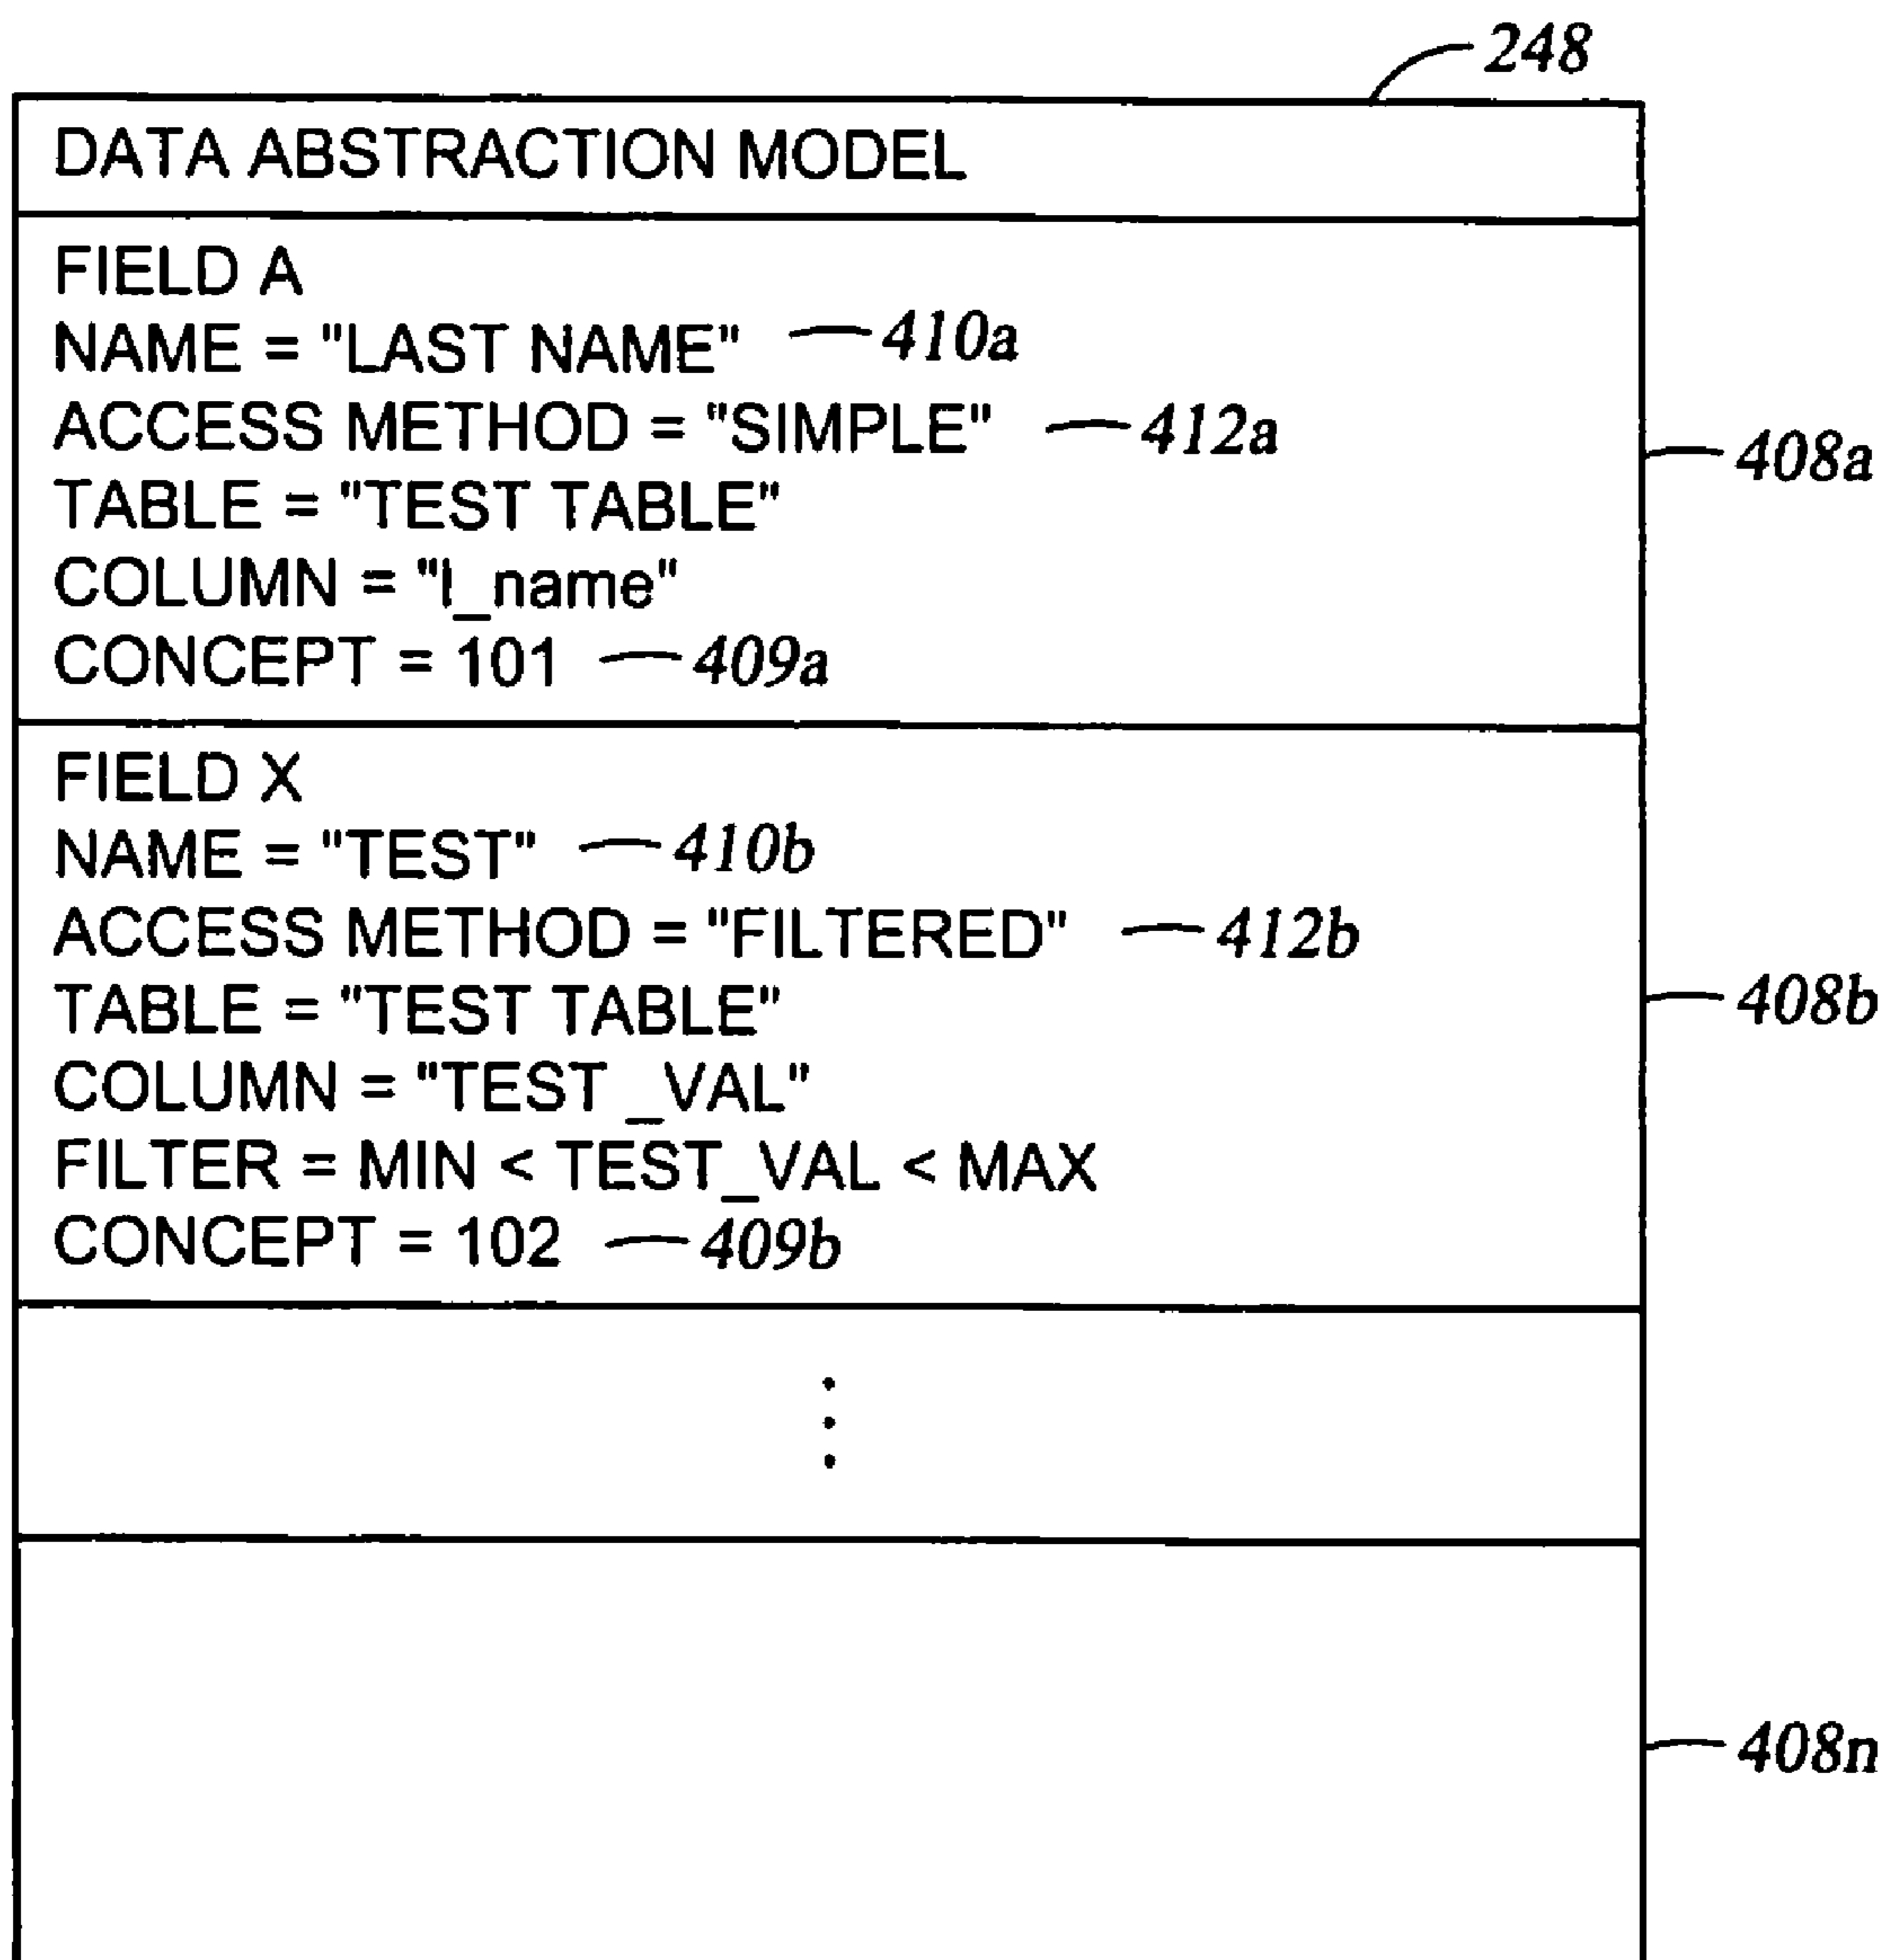 248
DATA ABSTRACTION MODEL
FIELD A
NAME = "LAST NAME" 410a
ACCESS METHOD = "SIMPLE" 412a
408a
TABLE = "TEST TABLE"
COLUMN = "l_name"
CONCEPT = 101 409a
FIELD X
NAME = "TEST" 410b
ACCESS METHOD = "FILTERED" 412b
408b
TABLE = "TEST TABLE"
COLUMN = "TEST _VAL"
FILTER = MIN < TEST_VAL < MAX
CONCEPT = 102 409b
408n